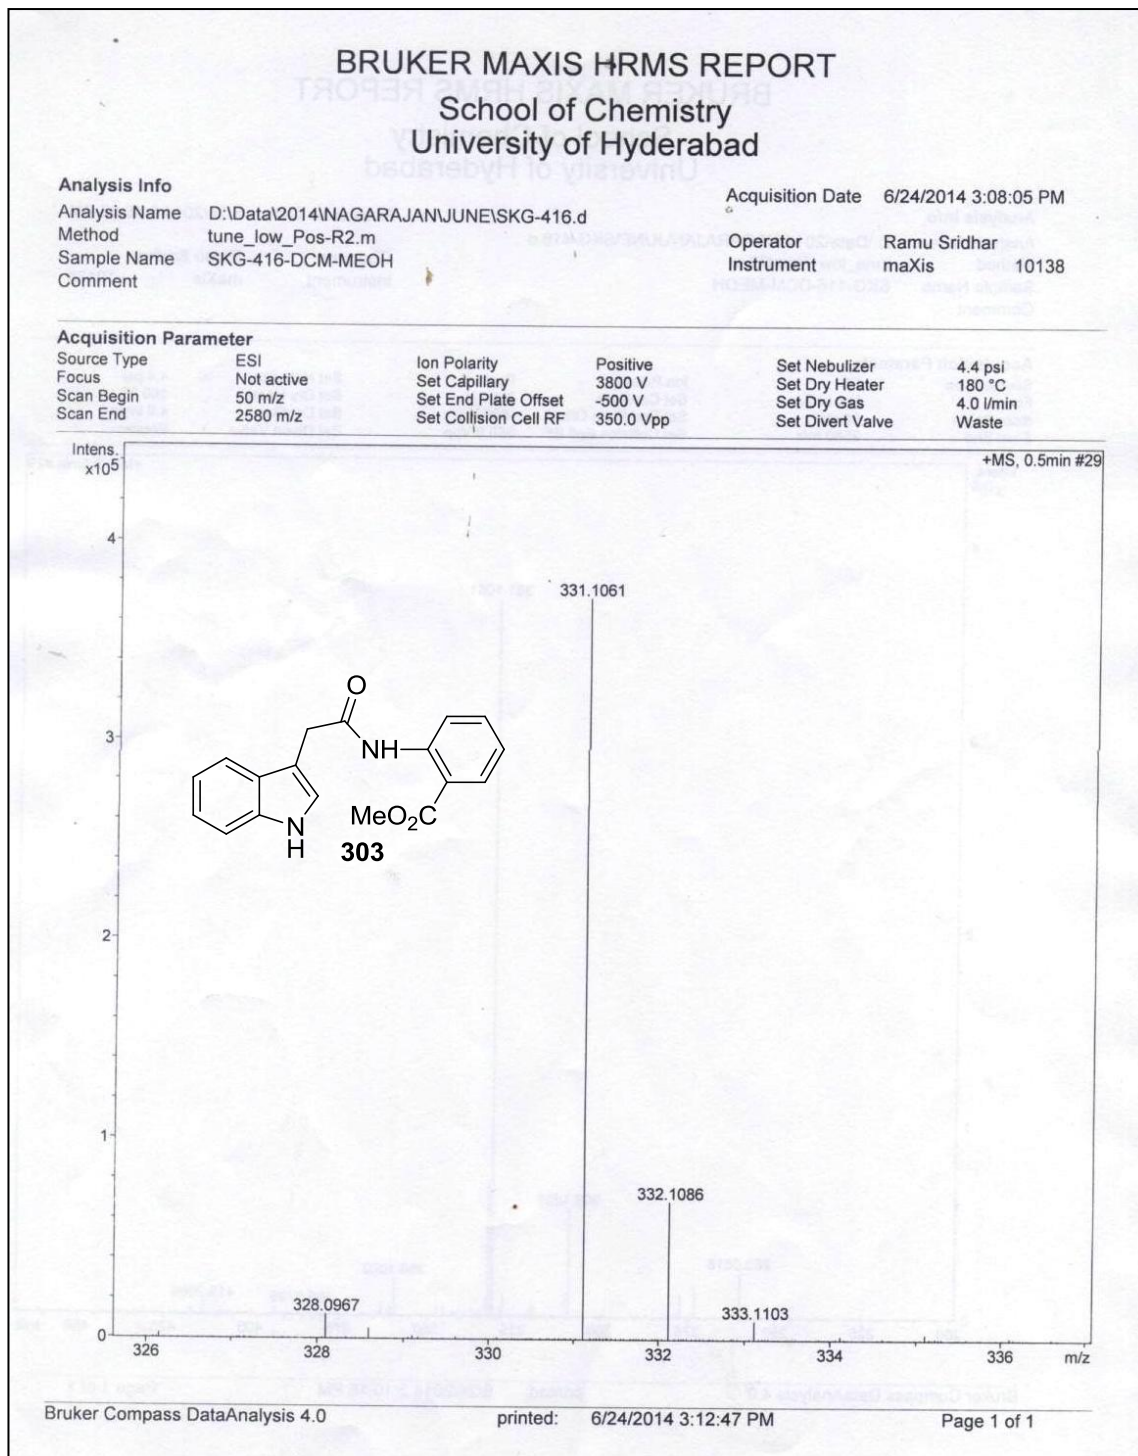 BRUKER MAXIS HRMS REPORT
School of Chemistry
University of Hyderabad
Analysis Info
Acquisition Date 6/24/2014 3:08:05 PM
Analysis Name D:\Data\2014\NAGARAJAN\JUNE\SKG-416.d
Method tune_low_Pos-R2.m
Operator Ramu Sridhar
Sample Name SKG-416-DCM-MEOH
Instrument maXis 10138
Comment
Acquisition Parameter
Source Type ESI Ion Polarity Positive Set Nebulizer 4.4 psi
Focus Not active Set Capillary 3800 V Set Dry Heater 180 °C
Scan Begin 50 m/z Set End Plate Offset -500 V Set Dry Gas 4.0 l/min
Scan End 2580 m/z Set Collision Cell RF 350.0 Vpp Set Divert Valve Waste
Intens.
x10⁵
+MS, 0.5min #29
4
331.1061
O
3
NH
MeO₂C
N
H
303
2
1
332.1086
328.0967
333.1103
0
326 328 330 332 334 336 m/z
Bruker Compass DataAnalysis 4.0 printed: 6/24/2014 3:12:47 PM Page 1 of 1